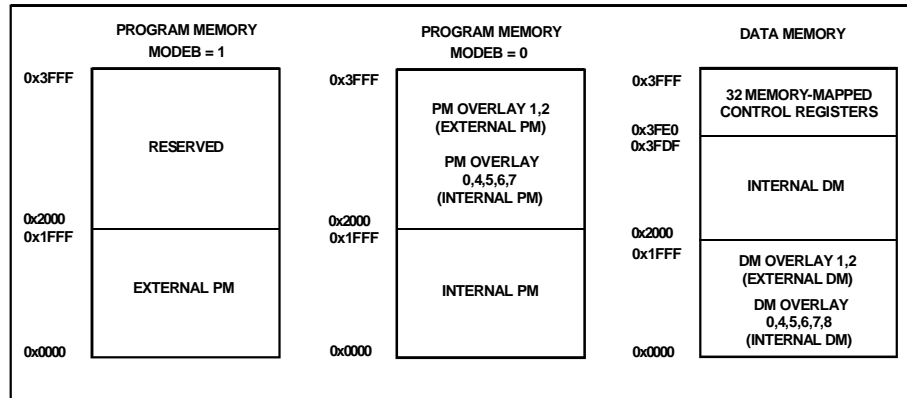 PROGRAM MEMORY
MODEB = 1
0x3FFF
RESERVED
0x2000
0x1FFF
EXTERNAL PM
0x0000
PROGRAM MEMORY
MODEB = 0
0x3FFF
PM OVERLAY 1,2
(EXTERNAL PM)
PM OVERLAY
0,4,5,6,7
(INTERNAL PM)
0x2000
0x1FFF
INTERNAL PM
0x0000
DATA MEMORY
0x3FFF
32 MEMORY-MAPPED
CONTROL REGISTERS
0x3FE0
0x3FDF
INTERNAL DM
0x2000
0x1FFF
DM OVERLAY 1,2
(EXTERNAL DM)
DM OVERLAY
0,4,5,6,7,8
(INTERNAL DM)
0x0000